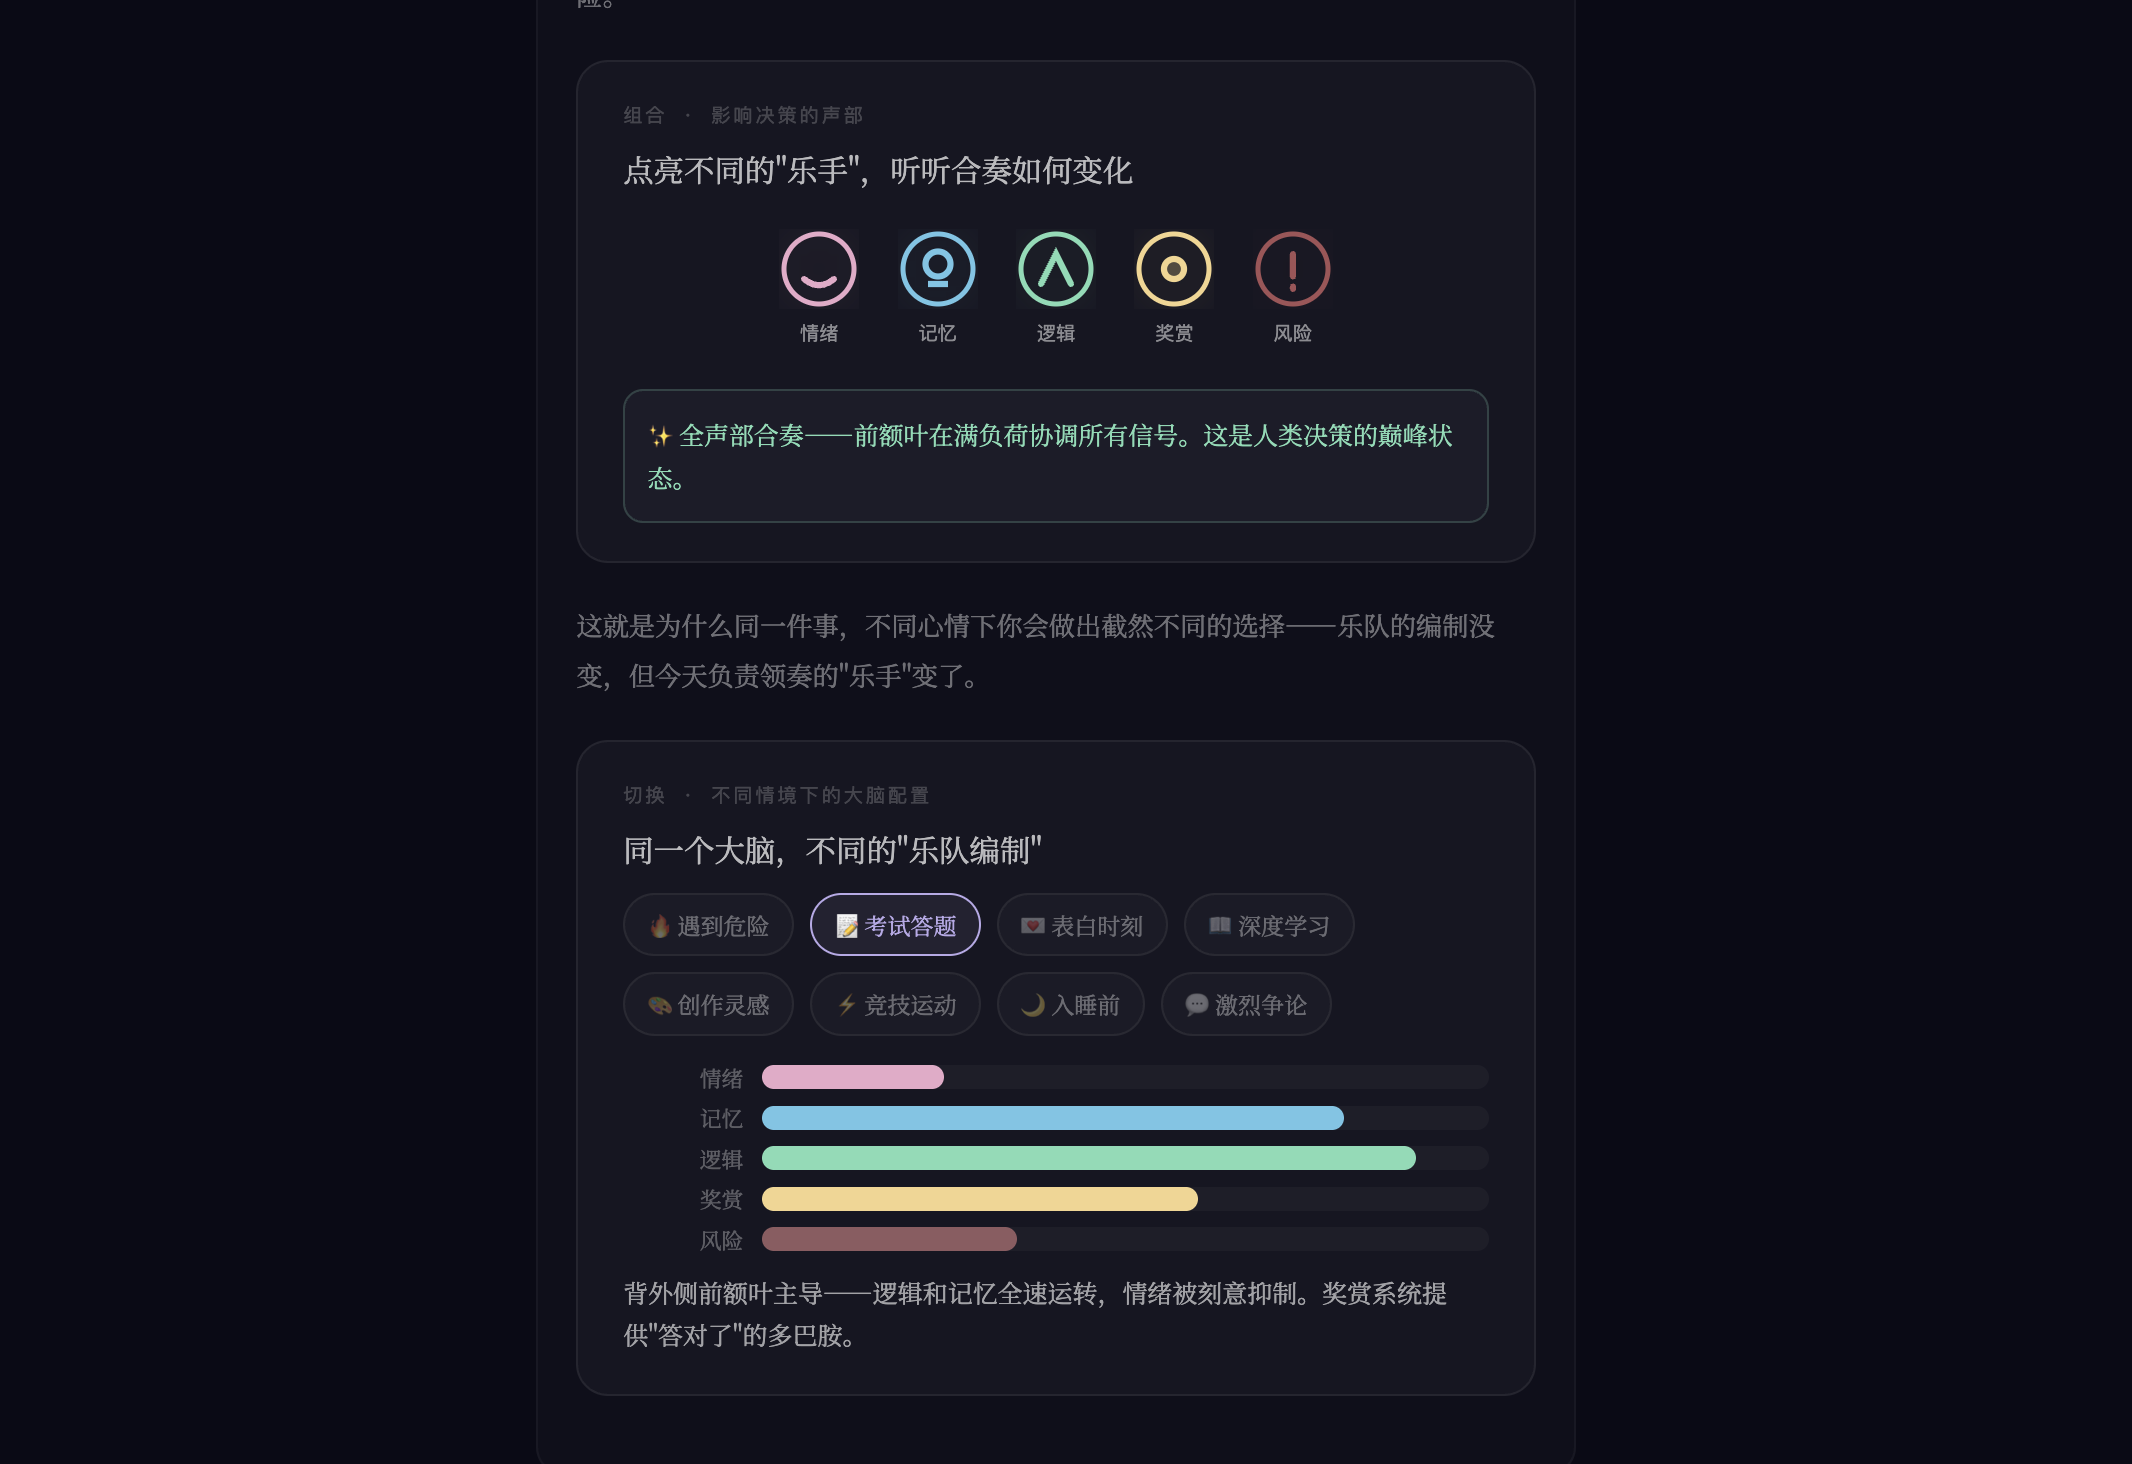 险。
组合 · 影响决策的声部
点亮不同的"乐手"，听听合奏如何变化
情绪
记忆
逻辑
奖赏
风险
✨ 全声部合奏——前额叶在满负荷协调所有信号。这是人类决策的巅峰状
态。
这就是为什么同一件事，不同心情下你会做出截然不同的选择——乐队的编制没
变，但今天负责领奏的"乐手"变了。
切换 · 不同情境下的大脑配置
同一个大脑，不同的"乐队编制"
🔥 遇到危险
📝 考试答题
💌 表白时刻
📖 深度学习
🎨 创作灵感
⚡ 竞技运动
🌙 入睡前
💬 激烈争论
情绪
记忆
逻辑
奖赏
风险
背外侧前额叶主导——逻辑和记忆全速运转，情绪被刻意抑制。奖赏系统提
供"答对了"的多巴胺。